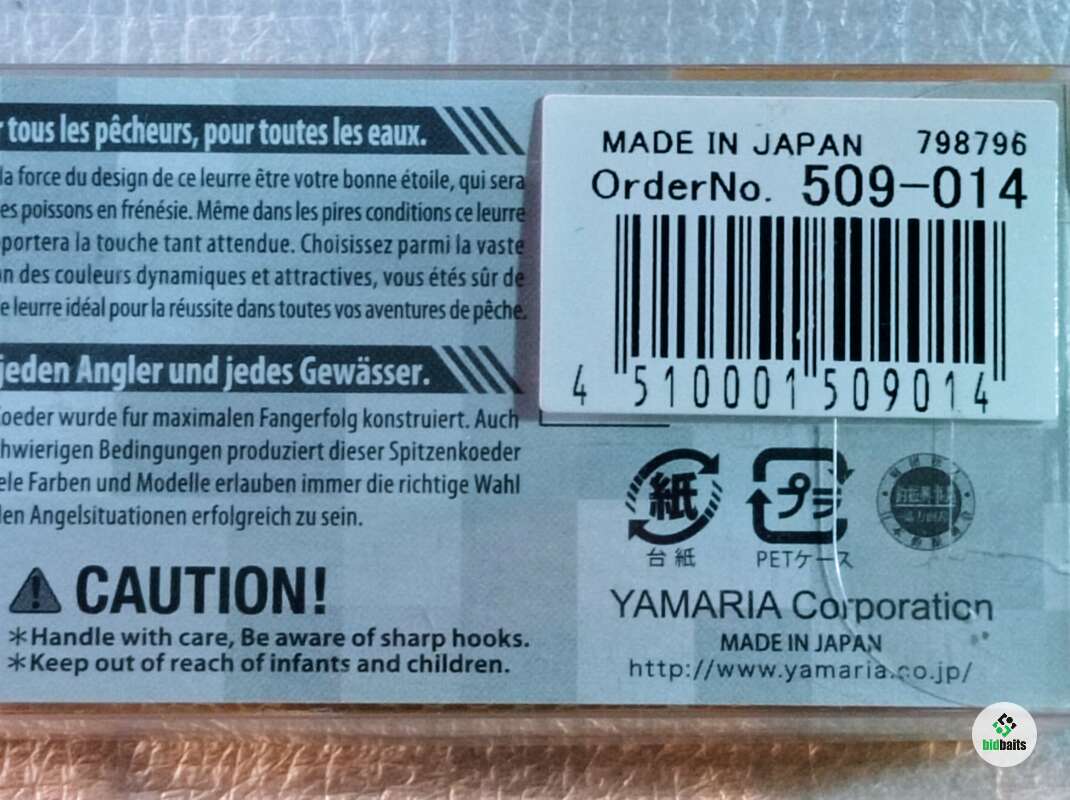 tous les pêcheurs, pour toutes les eaux.
la force du design de ce leurre être votre bonne étoile, qui sera
es poissons en frénésie. Même dans les pires conditions ce leurre
portera la touche tant attendue. Choisissez parmi la vaste
n des couleurs dynamiques et attractives, vous étés sûr de
e leurre idéal pour la réussite dans toutes vos aventures de pêche.
jeden Angler und jedes Gewässer.
oeder wurde fur maximalen Fangerfolg konstruiert. Auch
hwierigen Bedingungen produziert dieser Spitzenkoeder
ele Farben und Modelle erlauben immer die richtige Wahl
len Angelsituationen erfolgreich zu sein.
CAUTION!
*Handle with care, Be aware of sharp hooks.
*Keep out of reach of infants and children.
MADE IN JAPAN 798796
OrderNo. 509-014
4 510001 509014
紙 プラ
台紙 PETケース
YAMARIA Corporation
MADE IN JAPAN
http://www.yamaria.co.jp/
bidbaits